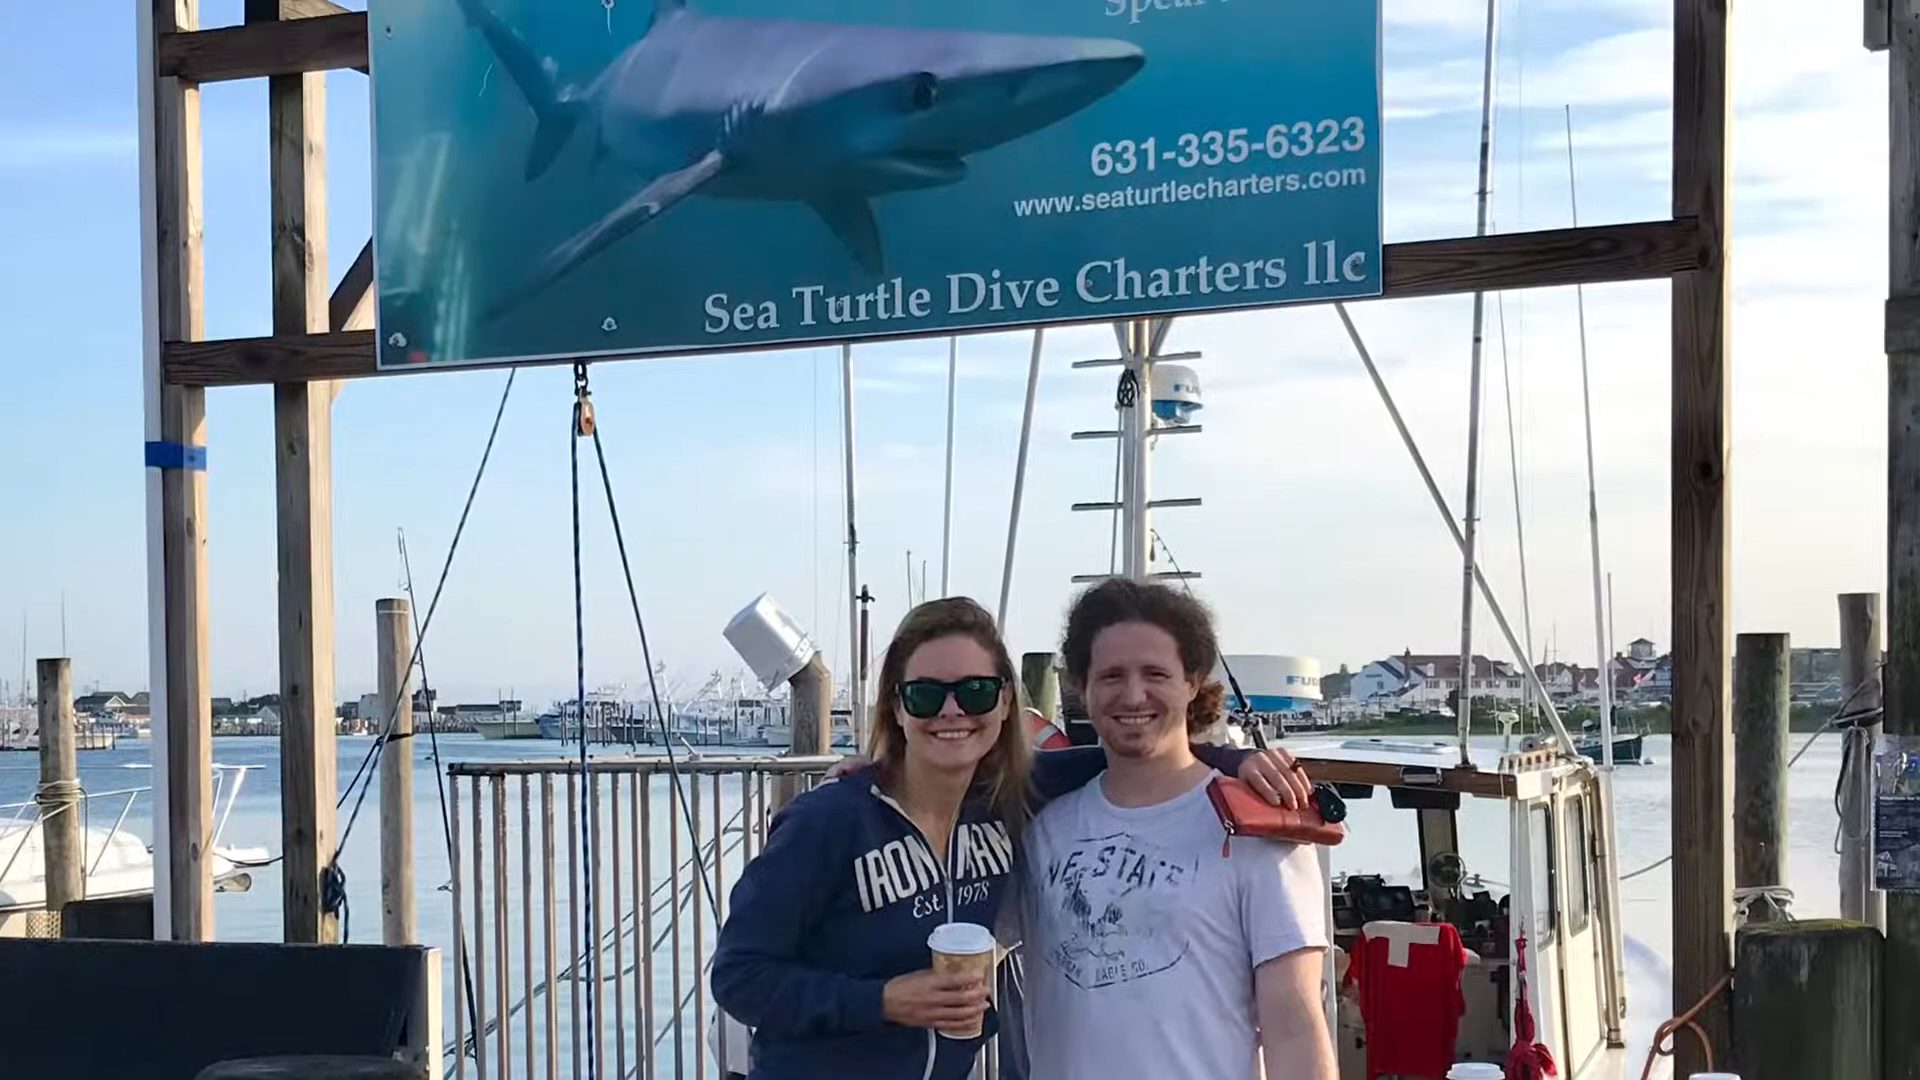 631-335-6323
www.seaturtlecharters.com
Sea Turtle Dive Charters llc
IRONMAN
Est. 1978